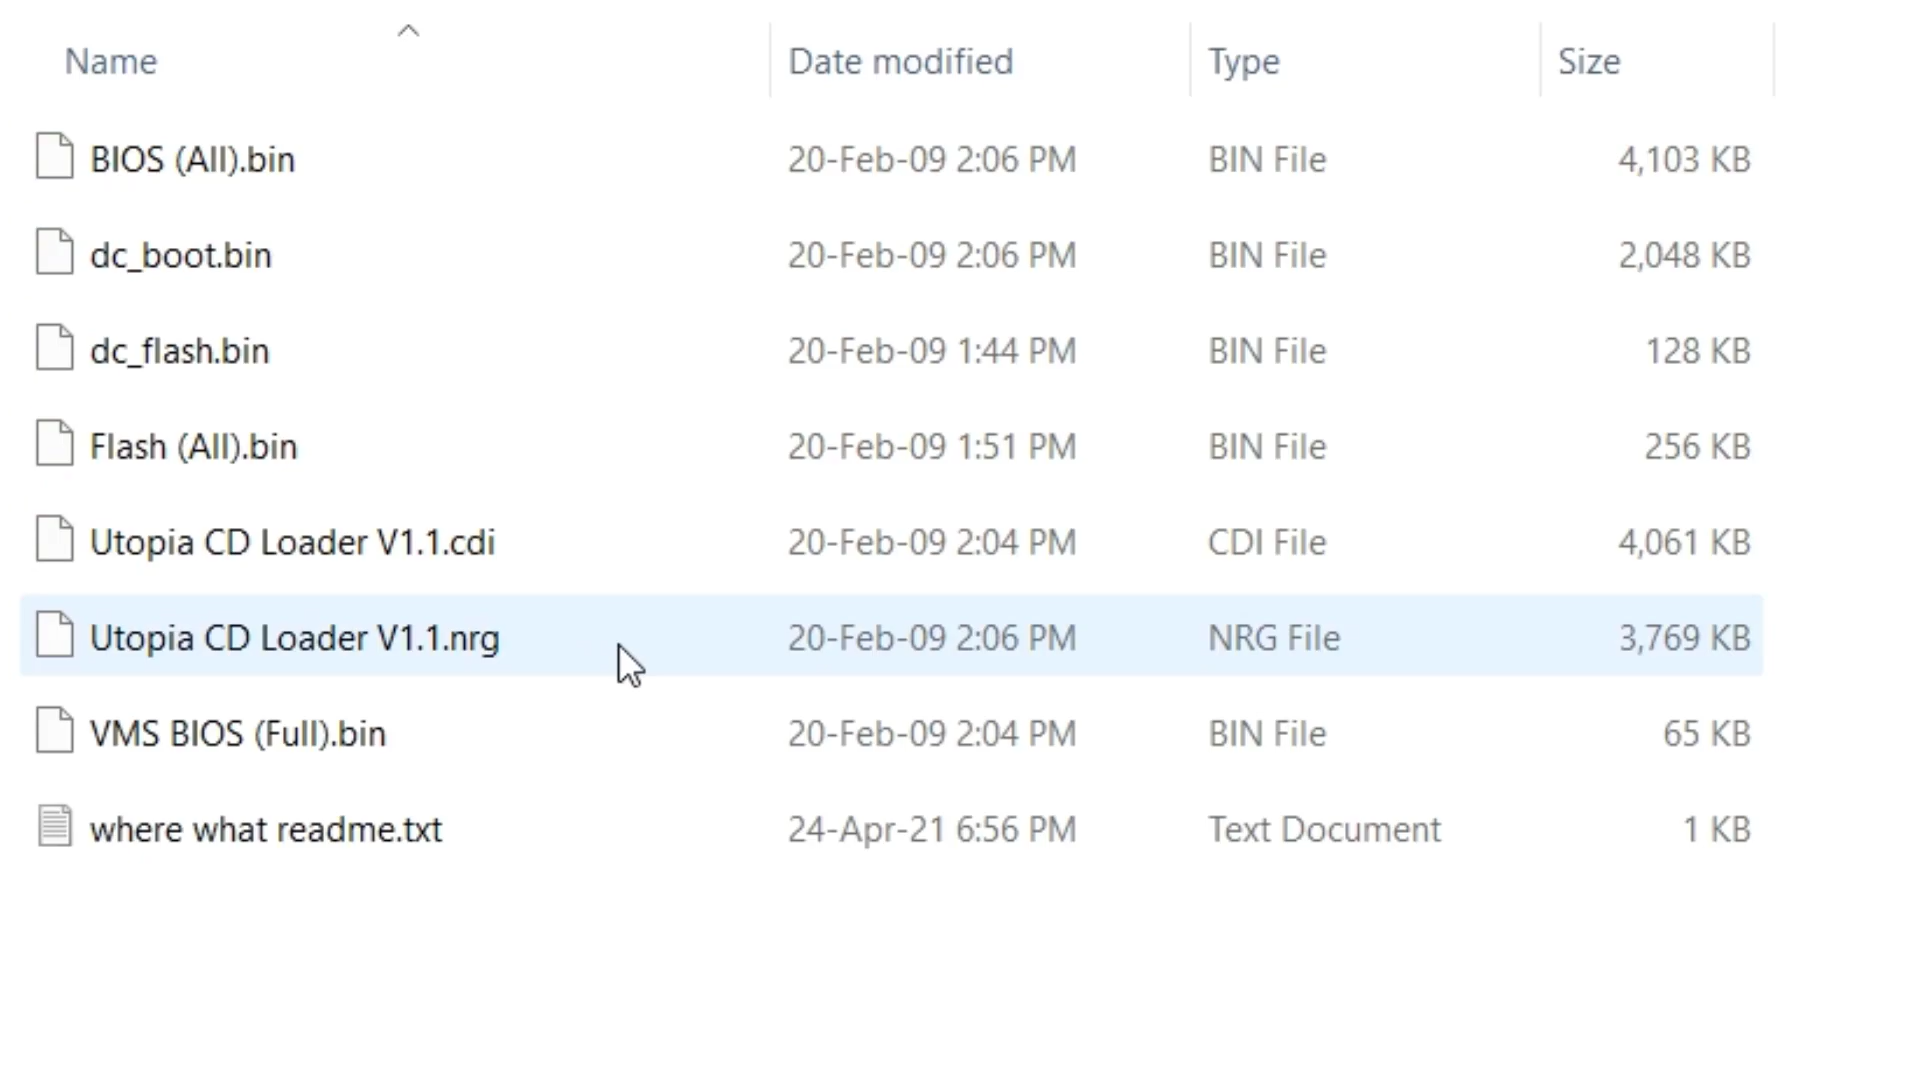 Name Date modified Type Size
BIOS (All).bin 20-Feb-09 2:06 PM BIN File 4,103 KB
dc_boot.bin 20-Feb-09 2:06 PM BIN File 2,048 KB
dc_flash.bin 20-Feb-09 1:44 PM BIN File 128 KB
Flash (All).bin 20-Feb-09 1:51 PM BIN File 256 KB
Utopia CD Loader V1.1.cdi 20-Feb-09 2:04 PM CDI File 4,061 KB
Utopia CD Loader V1.1.nrg 20-Feb-09 2:06 PM NRG File 3,769 KB
VMS BIOS (Full).bin 20-Feb-09 2:04 PM BIN File 65 KB
where what readme.txt 24-Apr-21 6:56 PM Text Document 1 KB